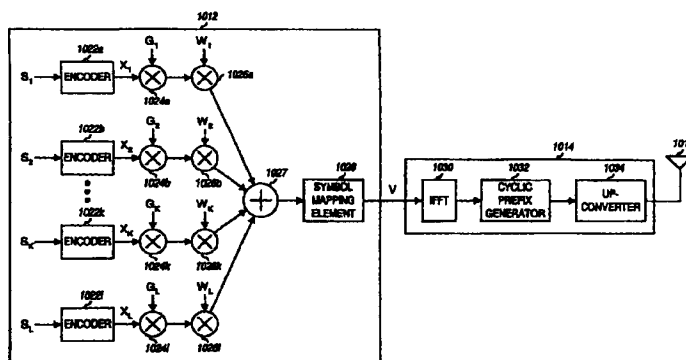 1012
1022a
S1
ENCODER
X1
G1
W1
1024a
1026a
1022b
S2
ENCODER
X2
G2
W2
1024b
1026b
1027
1028
SYMBOL
MAPPING
ELEMENT
V
1014
1030
IFFT
1032
CYCLIC
PREFIX
GENERATOR
1034
UP-
CONVERTER
1022k
SK
ENCODER
XK
GK
WK
1024k
1026k
1022l
SL
ENCODER
XL
GL
WL
1024l
1026l